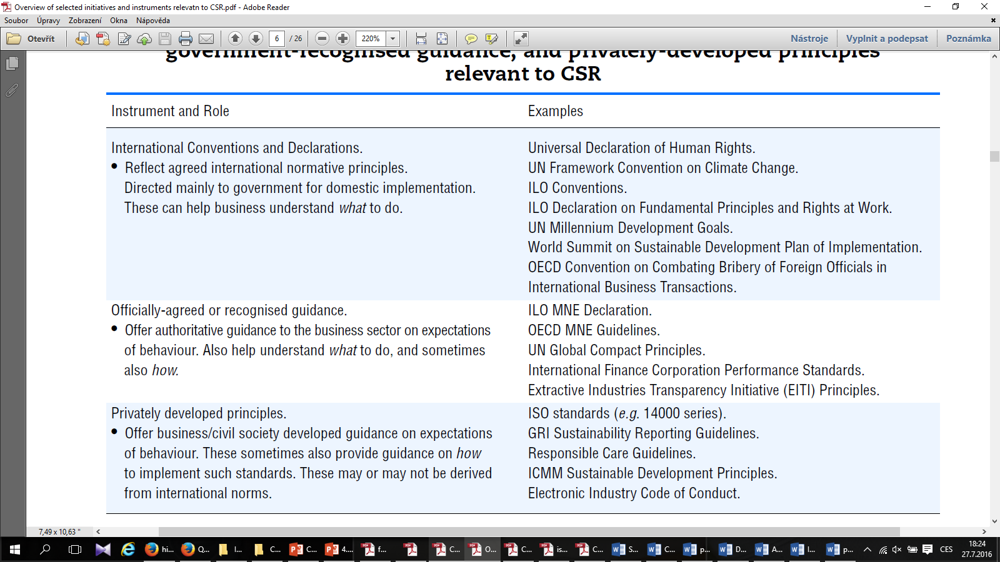 Overview of selected initiatives and instruments relevatn to CSR.pdf - Adobe Reader
Soubor Úpravy Zobrazení Okna Nápověda
Otevřít 6 / 26 220% Nástroje Vyplnit a podepsat Poznámka
government-recognised guidance, and privately-developed principles
relevant to CSR
Instrument and Role Examples
International Conventions and Declarations.
• Reflect agreed international normative principles.
Directed mainly to government for domestic implementation.
These can help business understand what to do.
Universal Declaration of Human Rights.
UN Framework Convention on Climate Change.
ILO Conventions.
ILO Declaration on Fundamental Principles and Rights at Work.
UN Millennium Development Goals.
World Summit on Sustainable Development Plan of Implementation.
OECD Convention on Combating Bribery of Foreign Officials in
International Business Transactions.
Officially-agreed or recognised guidance.
• Offer authoritative guidance to the business sector on expectations
of behaviour. Also help understand what to do, and sometimes
also how.
ILO MNE Declaration.
OECD MNE Guidelines.
UN Global Compact Principles.
International Finance Corporation Performance Standards.
Extractive Industries Transparency Initiative (EITI) Principles.
Privately developed principles.
• Offer business/civil society developed guidance on expectations
of behaviour. These sometimes also provide guidance on how
to implement such standards. These may or may not be derived
from international norms.
ISO standards (e.g. 14000 series).
GRI Sustainability Reporting Guidelines.
Responsible Care Guidelines.
ICMM Sustainable Development Principles.
Electronic Industry Code of Conduct.
7,49 x 10,63 "
hi... Q... I... C... C... 4.... f... C... O... C... is... C... S... C... p... D... A... I... p... CES 18:24
27.7.2016